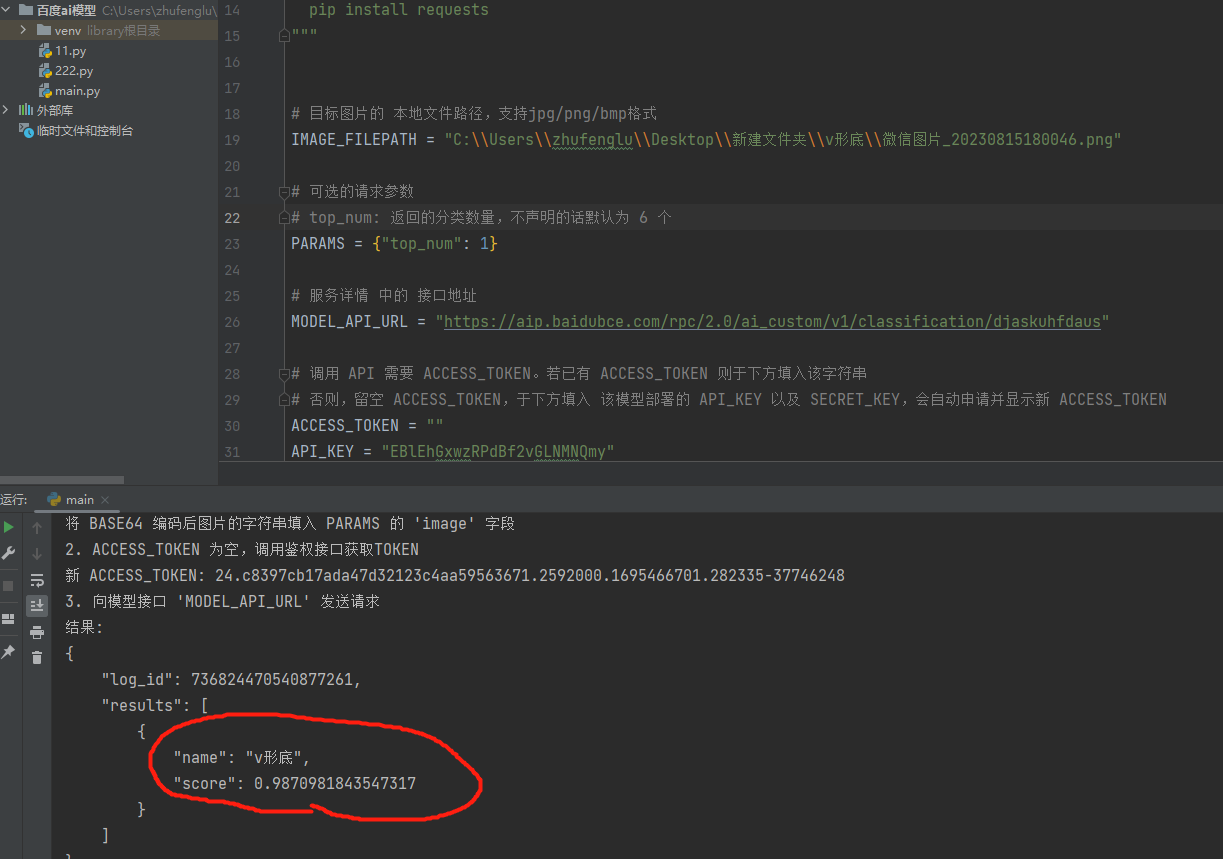 百度ai模型 C:\Users\zhufenglu\
venv library根目录
11.py
222.py
main.py
外部库
临时文件和控制台
14 pip install requests
15 """
16
17
18 # 目标图片的 本地文件路径，支持jpg/png/bmp格式
19 IMAGE_FILEPATH = "C:\\Users\\zhufenglu\\Desktop\\新建文件夹\\v形底\\微信图片_20230815180046.png"
20
21 # 可选的请求参数
22 # top_num: 返回的分类数量，不声明的话默认为 6 个
23 PARAMS = {"top_num": 1}
24
25 # 服务详情 中的 接口地址
26 MODEL_API_URL = "https://aip.baidubce.com/rpc/2.0/ai_custom/v1/classification/djaskuhfdaus"
27
28 # 调用 API 需要 ACCESS_TOKEN。若已有 ACCESS_TOKEN 则于下方填入该字符串
29 # 否则，留空 ACCESS_TOKEN，于下方填入 该模型部署的 API_KEY 以及 SECRET_KEY，会自动申请并显示新 ACCESS_TOKEN
30 ACCESS_TOKEN = ""
31 API_KEY = "EBlEhGxwzRPdBf2vGLNMNQmy"
运行: main
将 BASE64 编码后图片的字符串填入 PARAMS 的 'image' 字段
2. ACCESS_TOKEN 为空，调用鉴权接口获取TOKEN
新 ACCESS_TOKEN: 24.c8397cb17ada47d32123c4aa59563671.2592000.1695466701.282335-37746248
3. 向模型接口 'MODEL_API_URL' 发送请求
结果:
{
"log_id": 736824470540877261,
"results": [
{
"name": "v形底",
"score": 0.9870981843547317
}
]
}